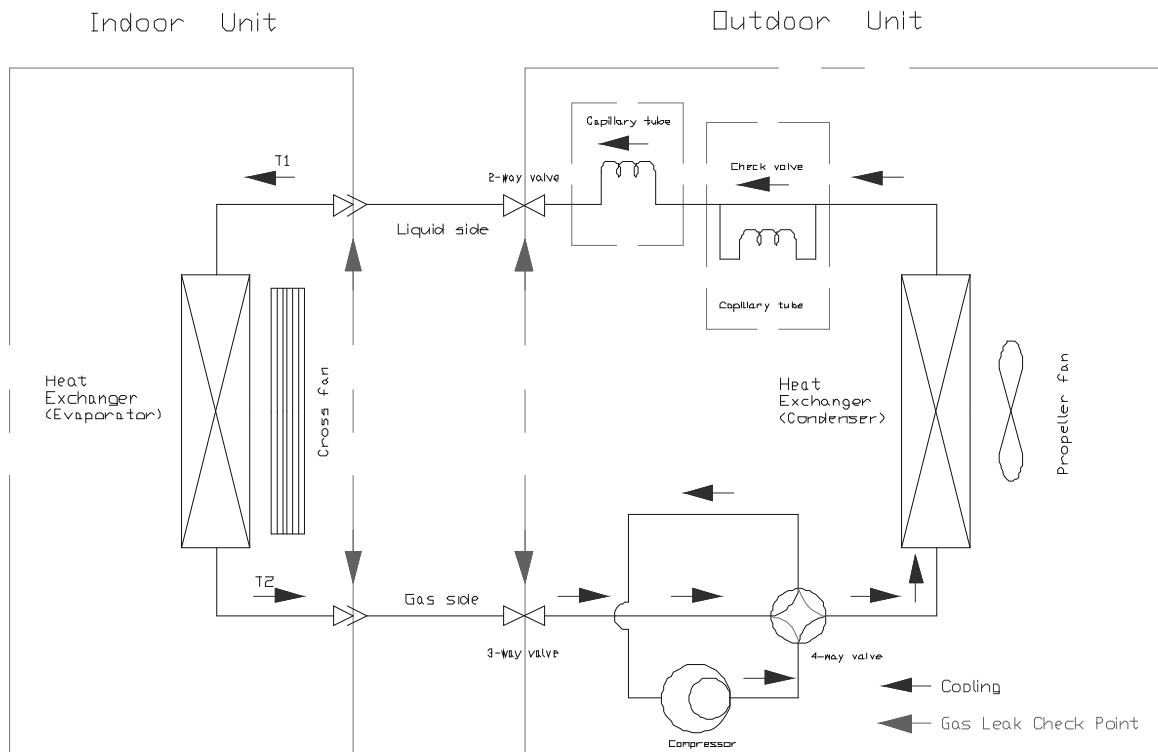 Indoor Unit
Outdoor Unit
Capillary tube
T1
2-way valve
Check valve
Liquid side
Capillary tube
Heat
Exchanger
(Evaporator)
Cross fan
Heat
Exchanger
(Condenser)
Propeller fan
T2
Gas side
3-way valve
4-way valve
Compressor
Cooling
Gas Leak Check Point